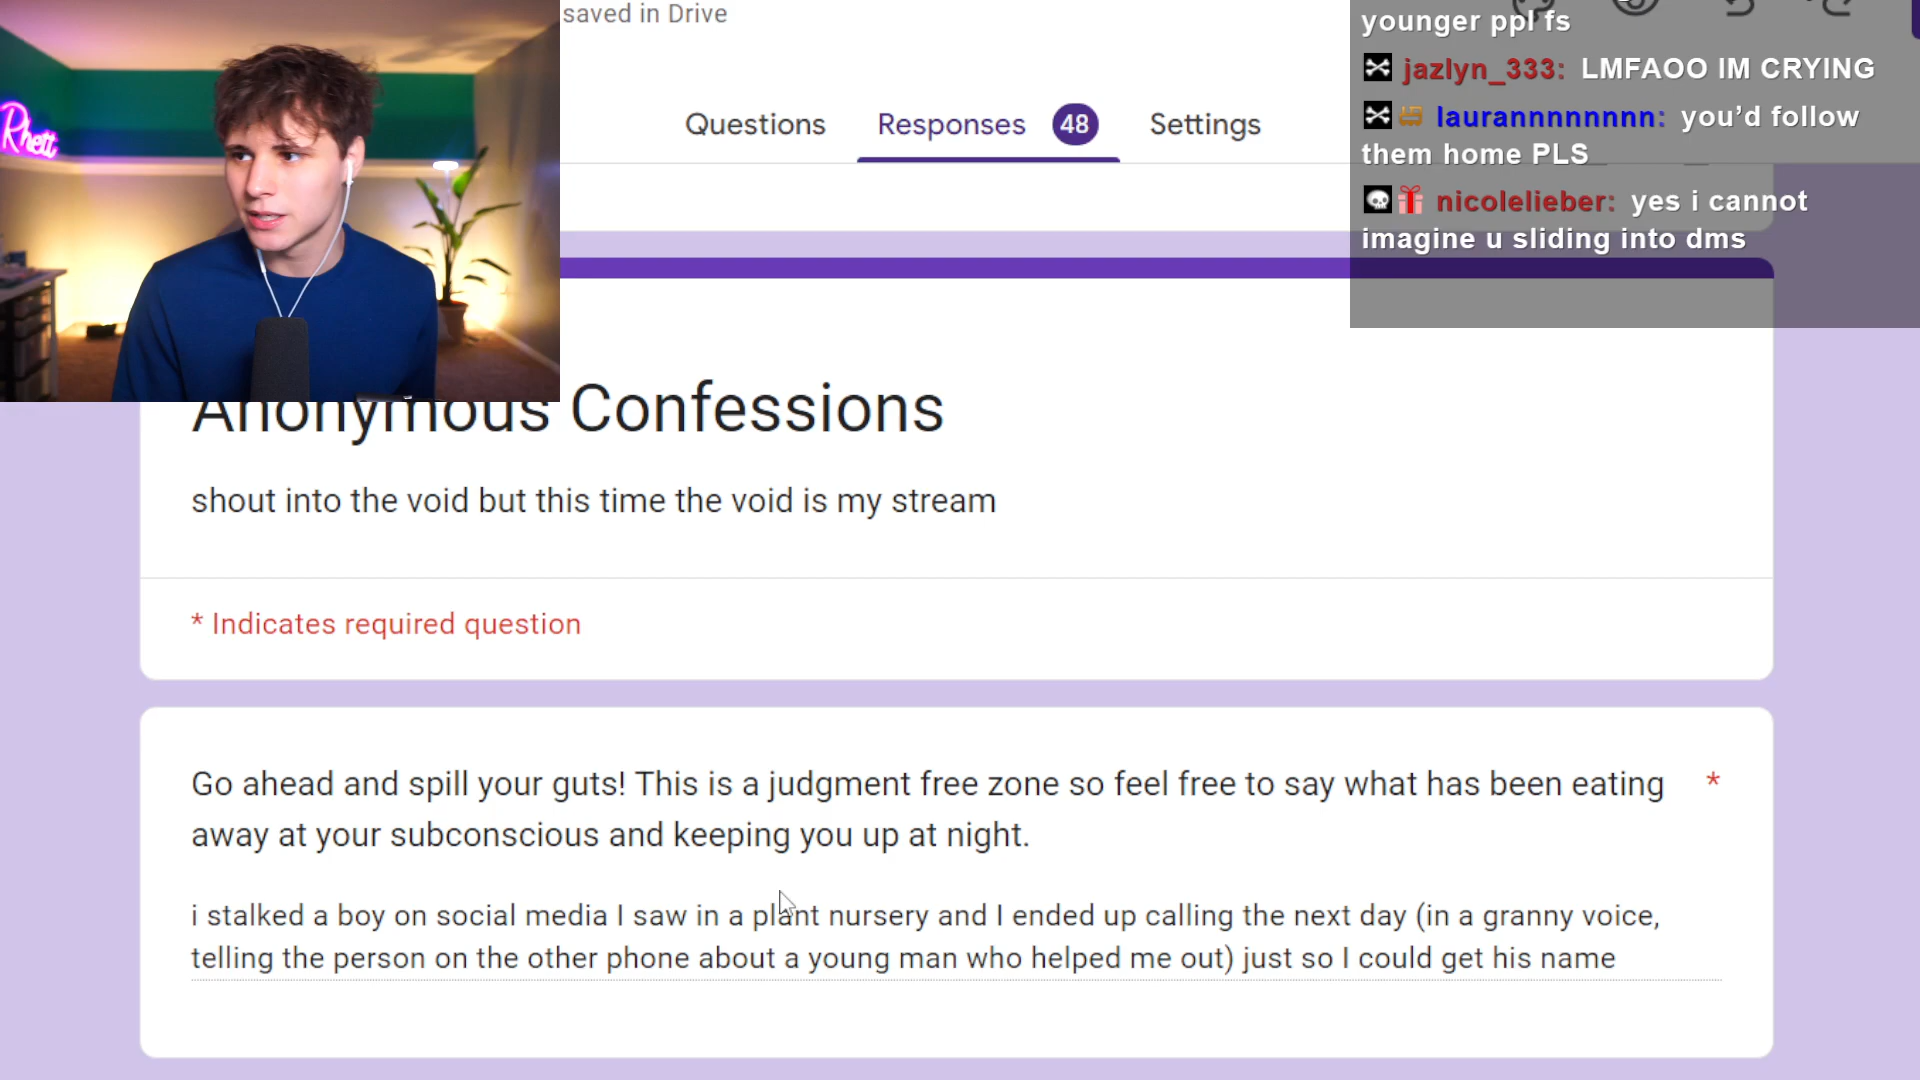 saved in Drive
Rhett
Questions
Responses
48
Settings
younger ppl fs
jazlyn_333: LMFAOO IM CRYING
laurannnnnnnn: you’d follow
them home PLS
nicolelieber: yes i cannot
imagine u sliding into dms
Anonymous Confessions
shout into the void but this time the void is my stream
* Indicates required question
Go ahead and spill your guts! This is a judgment free zone so feel free to say what has been eating *
away at your subconscious and keeping you up at night.
i stalked a boy on social media I saw in a plant nursery and I ended up calling the next day (in a granny voice,
telling the person on the other phone about a young man who helped me out) just so I could get his name